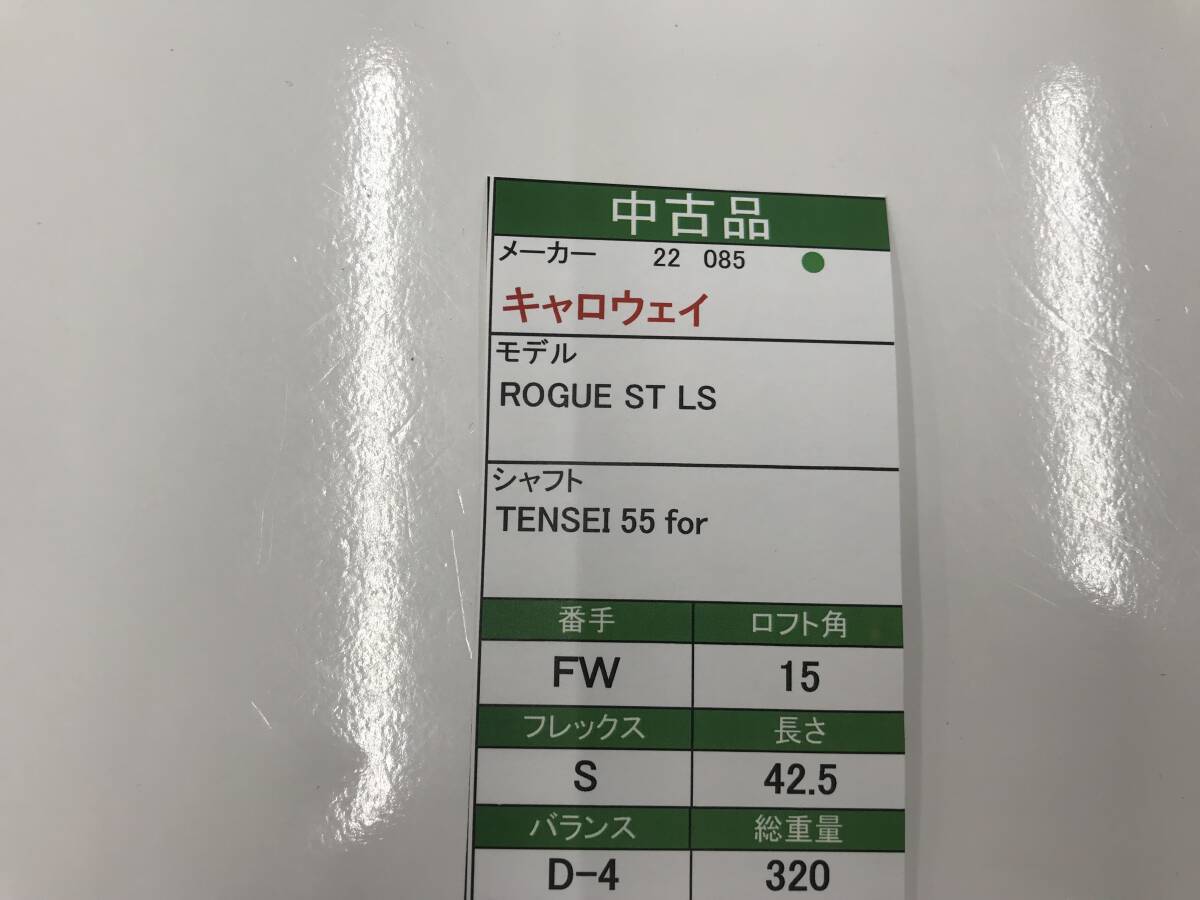 中古品
メーカー 22 085
キャロウェイ
モデル
ROGUE ST LS
シャフト
TENSEI 55 for
番手 ロフト角
FW 15
フレックス 長さ
S 42.5
バランス 総重量
D-4 320